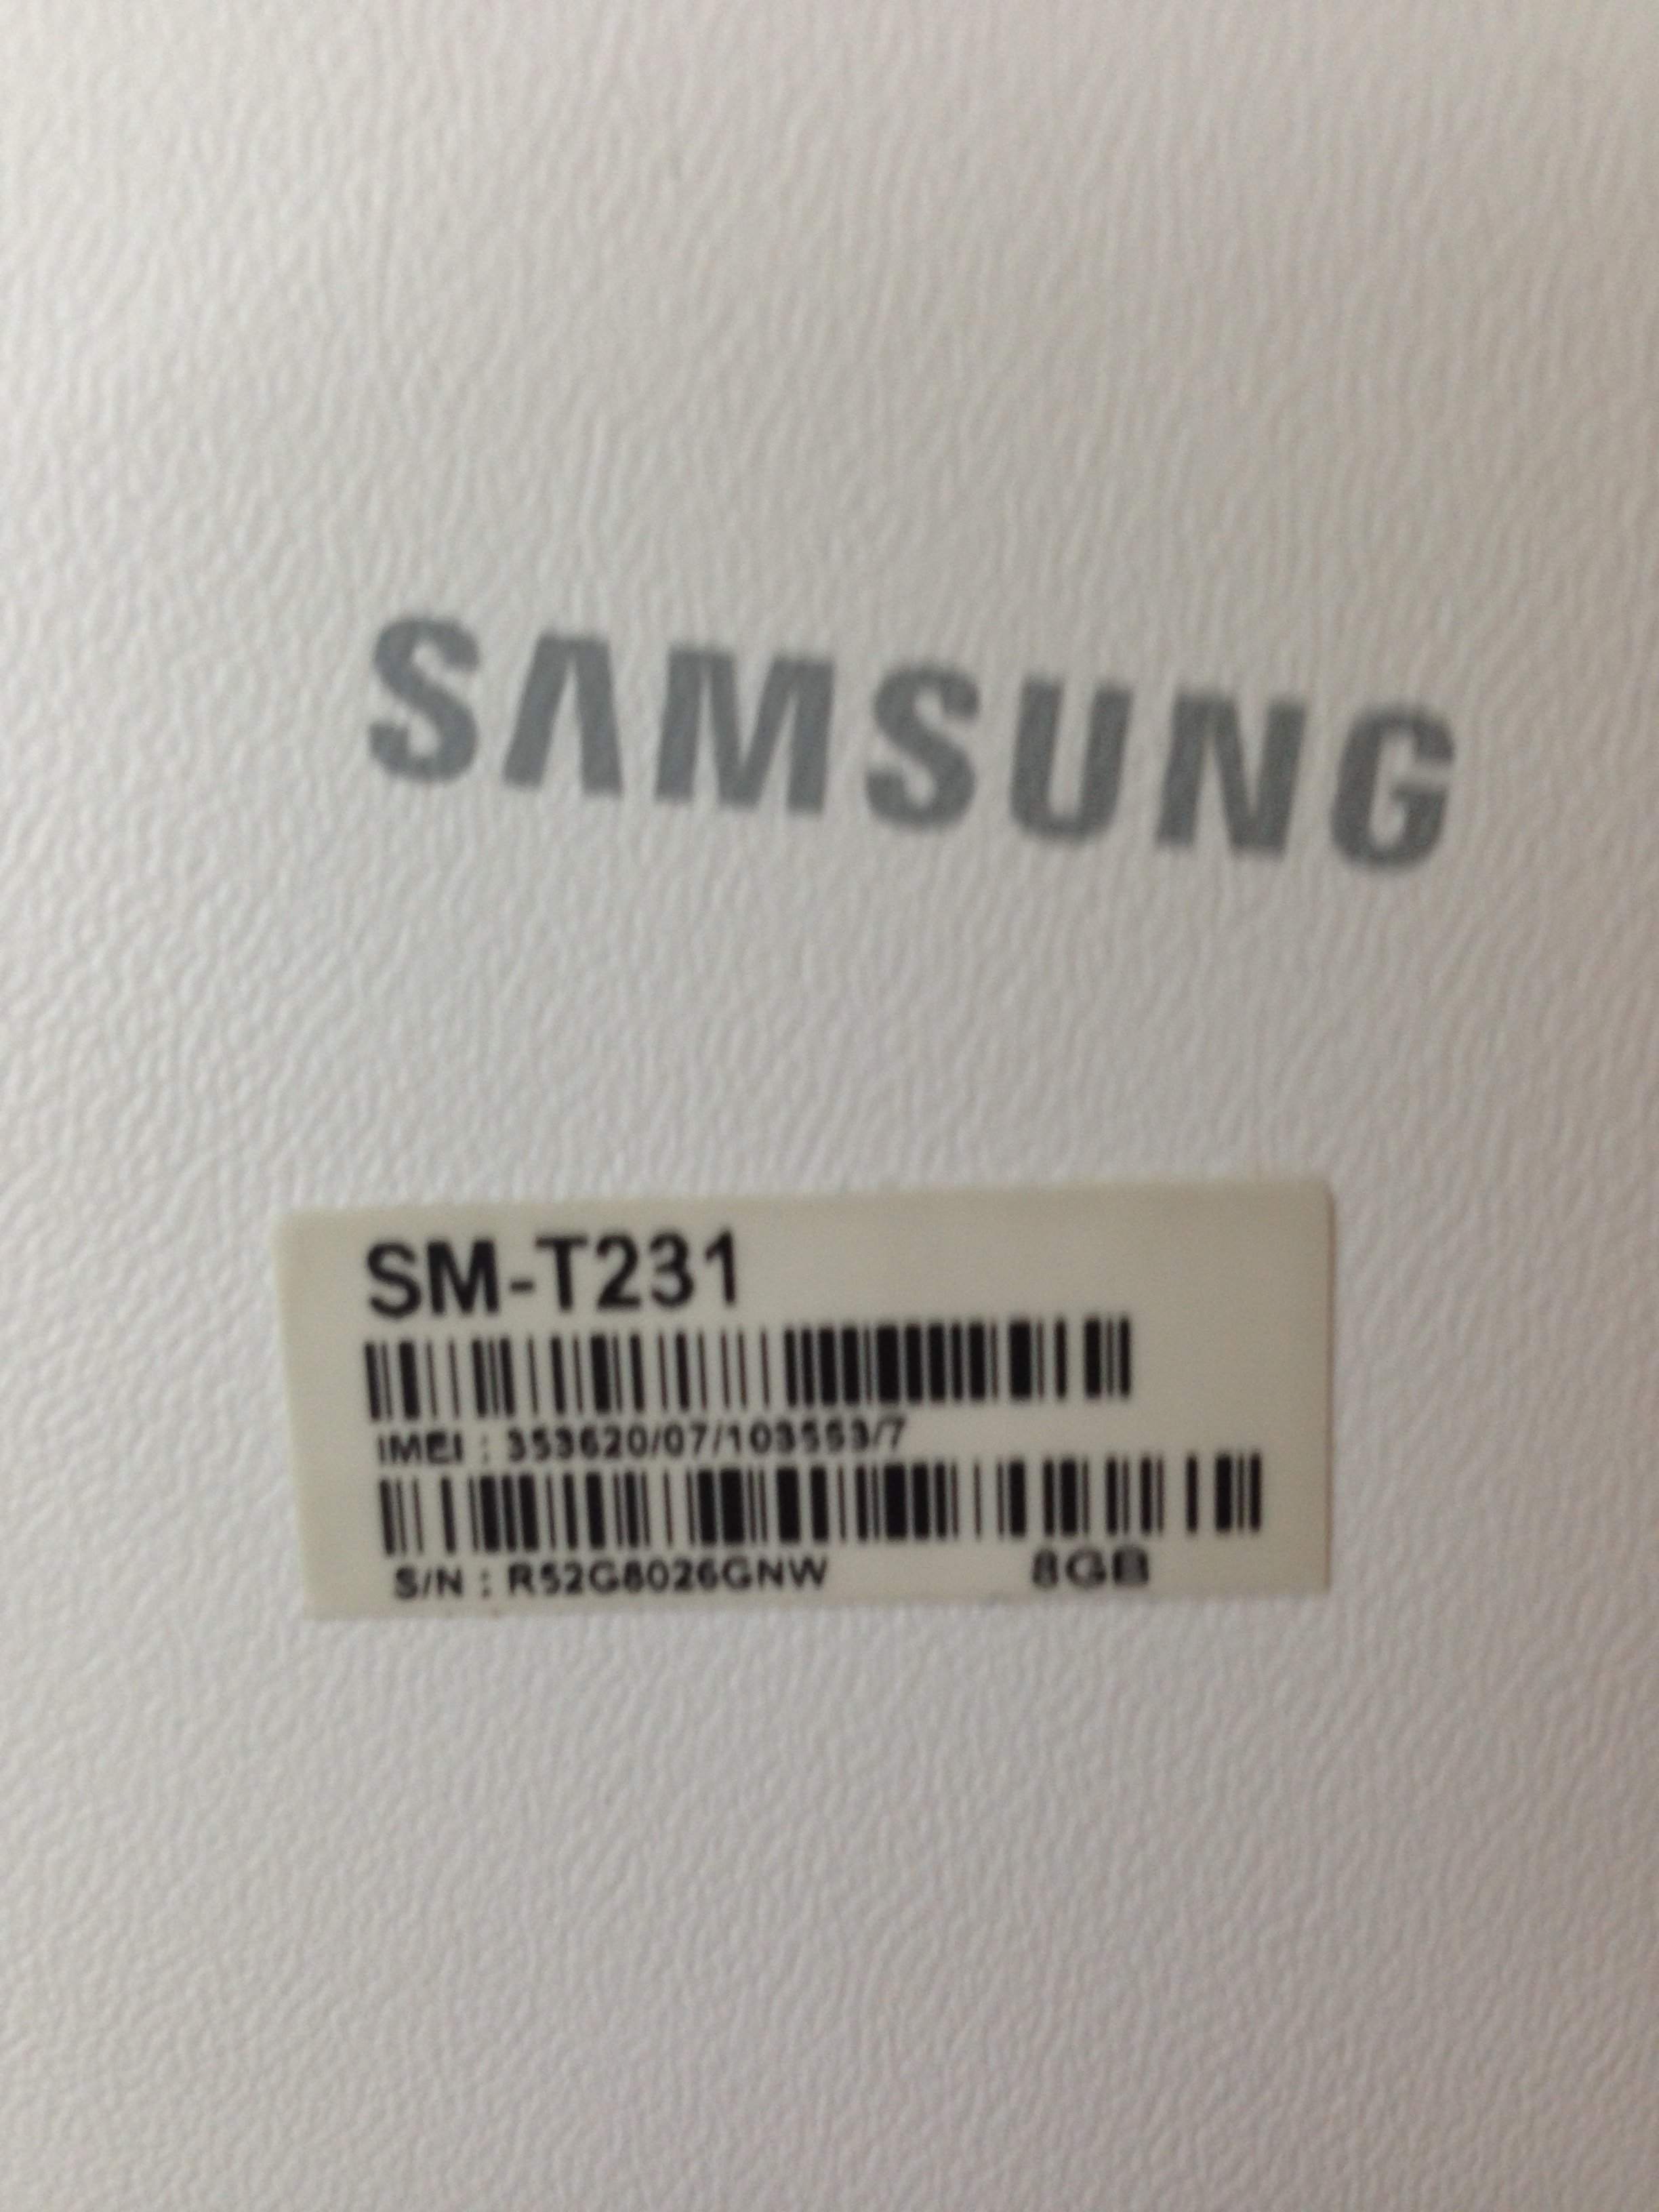 SAMSUNG
SM-T231
IMEI : 353620/07/103553/7
S/N : R52G8026GNW 8GB